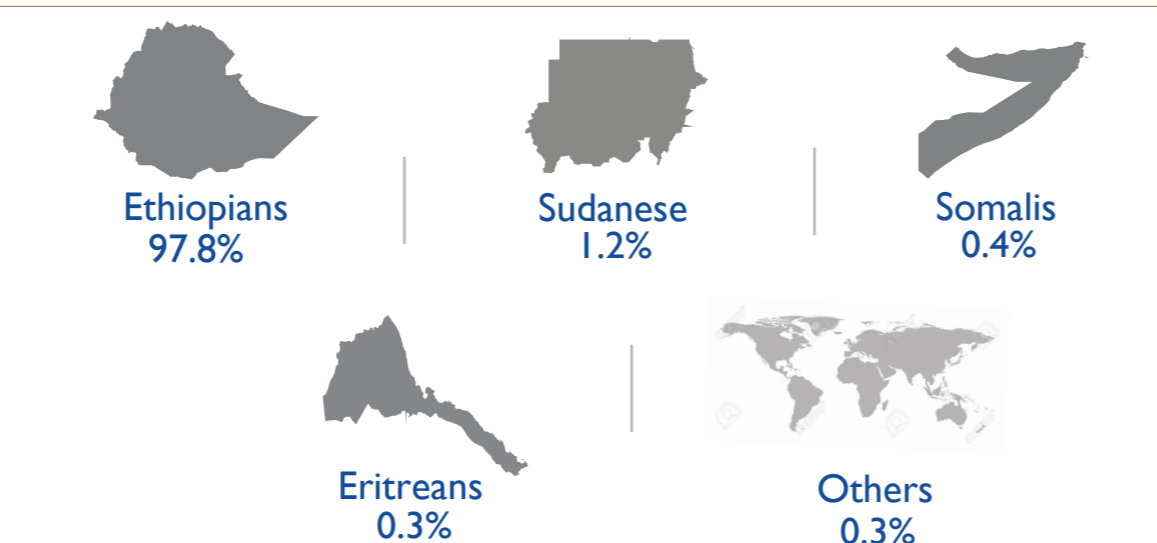 Ethiopians
97.8%
Sudanese
1.2%
Somalis
0.4%
Eritreans
0.3%
Others
0.3%